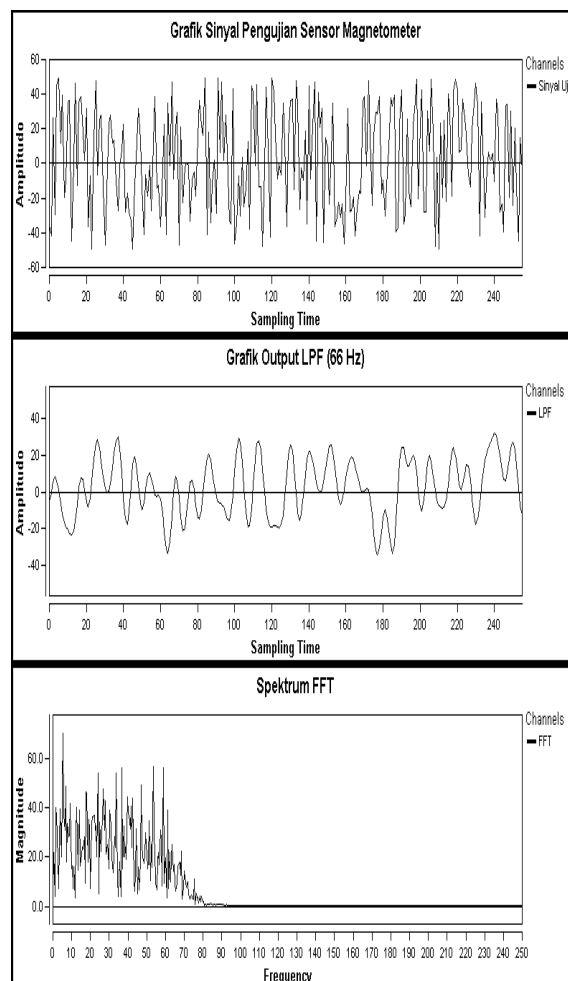 Grafik Sinyal Pengujian Sensor Magnetometer
Channels
Sinyal Uj
Amplitudo
60
40
20
0
-20
-40
-60
0 20 40 60 80 100 120 140 160 180 200 220 240
Sampling Time
Grafik Output LPF (66 Hz)
Channels
LPF
Amplitudo
40
20
0
-20
-40
0 20 40 60 80 100 120 140 160 180 200 220 240
Sampling Time
Spektrum FFT
Channels
FFT
Magnitude
60.0
40.0
20.0
0.0
0 10 20 30 40 50 60 70 80 90 100 110 120 130 140 150 160 170 180 190 200 210 220 230 240 250
Frequency